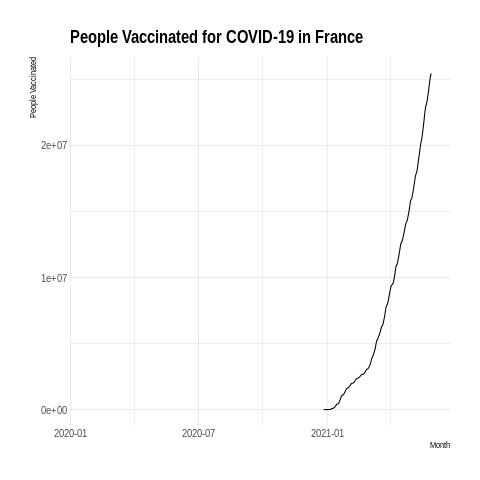 People Vaccinated for COVID-19 in France
People Vaccinated
2e+07
1e+07
0e+00
2020-01 2020-07 2021-01
Month